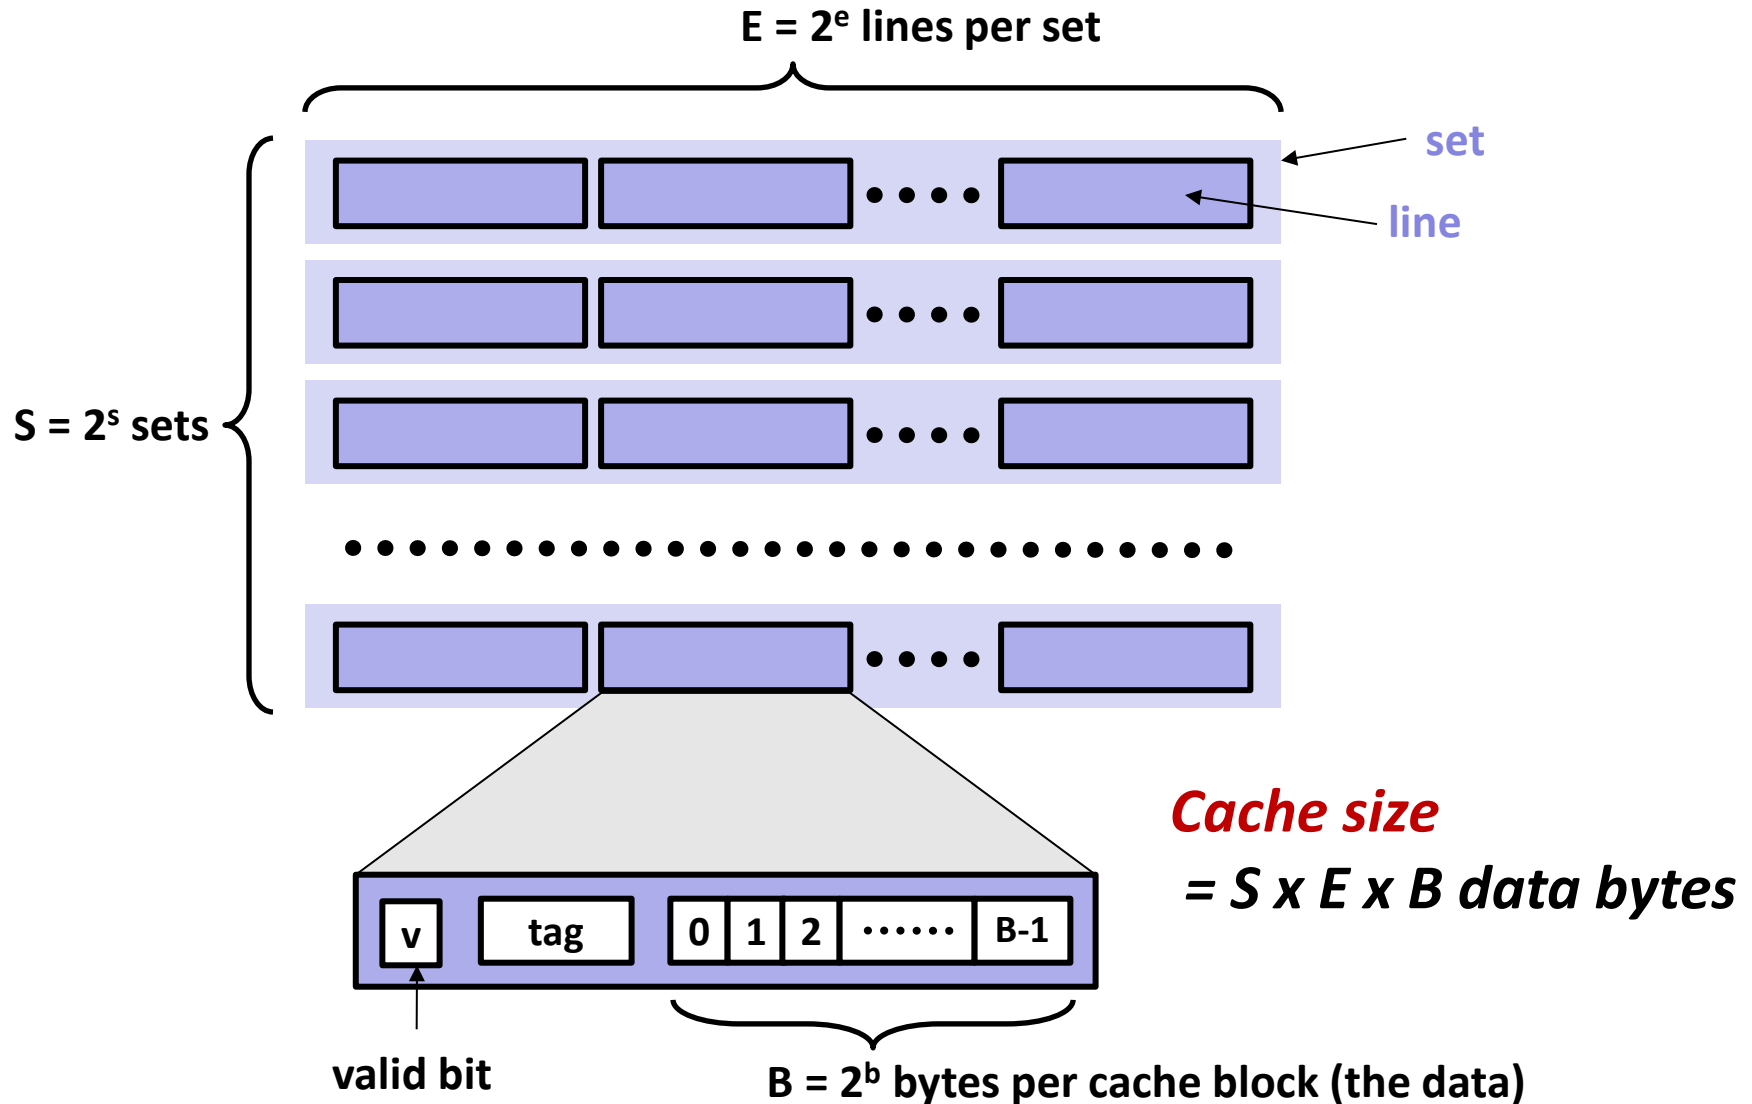 E = 2ᵉ lines per set
set
line
S = 2ˢ sets
Cache size
= S x E x B data bytes
v
tag
0 1 2 •••••• B-1
valid bit
B = 2ᵇ bytes per cache block (the data)